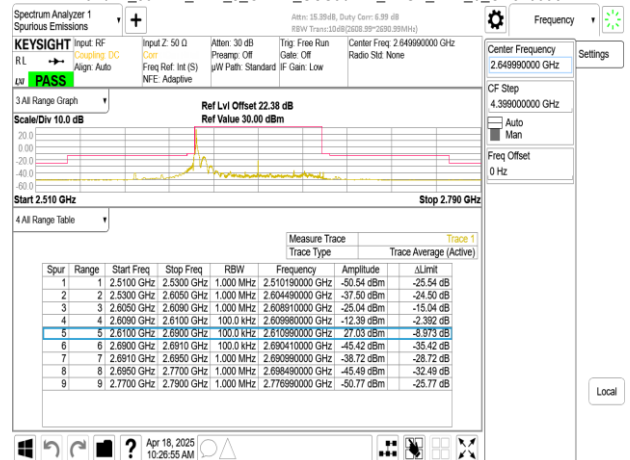 Spectrum Analyzer 1
Spurious Emissions
Attn: 15.39dB, Duty Corr: 6.99 dB
RBW Trans:10dB(2608.99~2690.99MHz)
Frequency
KEYSIGHT
Input: RF
Input Z: 50 Ω
Atten: 30 dB
Trig: Free Run
Center Freq: 2.649990000 GHz
RL
Coupling: DC
Corr
Preamp: Off
Gate: Off
Radio Std: None
Align: Auto
Freq Ref: Int (S)
µW Path: Standard
IF Gain: Low
LXI
PASS
NFE: Adaptive
Center Frequency
2.649990000 GHz
Settings
CF Step
4.399000000 GHz
Auto
Man
Freq Offset
0 Hz
3 All Range Graph
Ref Lvl Offset 22.38 dB
Scale/Div 10.0 dB
Ref Value 30.00 dBm
20.0
0.00
-20.0
-40.0
-60.0
Start 2.510 GHz
Stop 2.790 GHz
4 All Range Table
Measure Trace Trace 1
Trace Type Trace Average (Active)
Spur Range Start Freq Stop Freq RBW Frequency Amplitude ΔLimit
1 1 2.5100 GHz 2.5300 GHz 1.000 MHz 2.510190000 GHz -50.54 dBm -25.54 dB
2 2 2.5300 GHz 2.6050 GHz 1.000 MHz 2.604490000 GHz -37.50 dBm -24.50 dB
3 3 2.6050 GHz 2.6090 GHz 1.000 MHz 2.608910000 GHz -25.04 dBm -15.04 dB
4 4 2.6090 GHz 2.6100 GHz 100.0 kHz 2.609980000 GHz -12.39 dBm -2.392 dB
5 5 2.6100 GHz 2.6900 GHz 100.0 kHz 2.610990000 GHz 27.03 dBm -8.973 dB
6 6 2.6900 GHz 2.6910 GHz 100.0 kHz 2.690410000 GHz -45.42 dBm -35.42 dB
7 7 2.6910 GHz 2.6950 GHz 1.000 MHz 2.690990000 GHz -38.72 dBm -28.72 dB
8 8 2.6950 GHz 2.7700 GHz 1.000 MHz 2.698490000 GHz -45.49 dBm -32.49 dB
9 9 2.7700 GHz 2.7900 GHz 1.000 MHz 2.776990000 GHz -50.77 dBm -25.77 dB
Local
?
Apr 18, 2025
10:26:55 AM